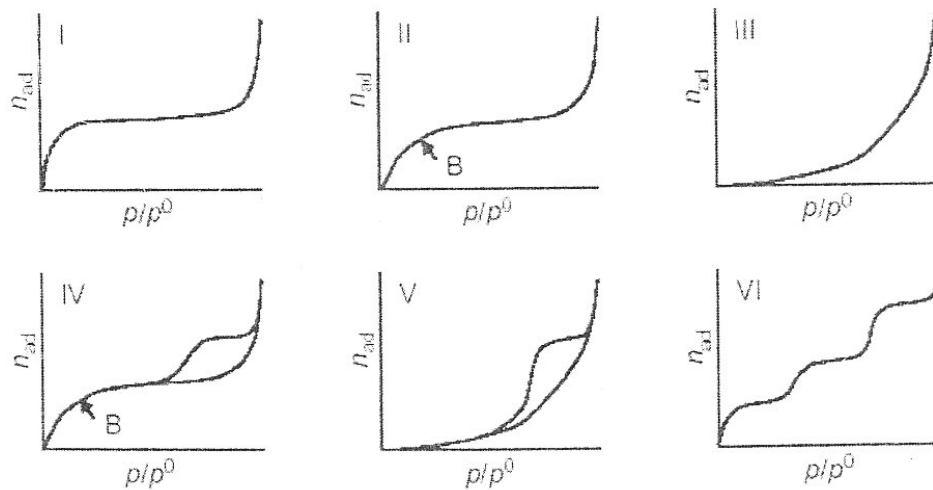 I
n_ad
p/p⁰
II
n_ad
B
p/p⁰
III
n_ad
p/p⁰
IV
n_ad
B
p/p⁰
V
n_ad
p/p⁰
VI
n_ad
p/p⁰